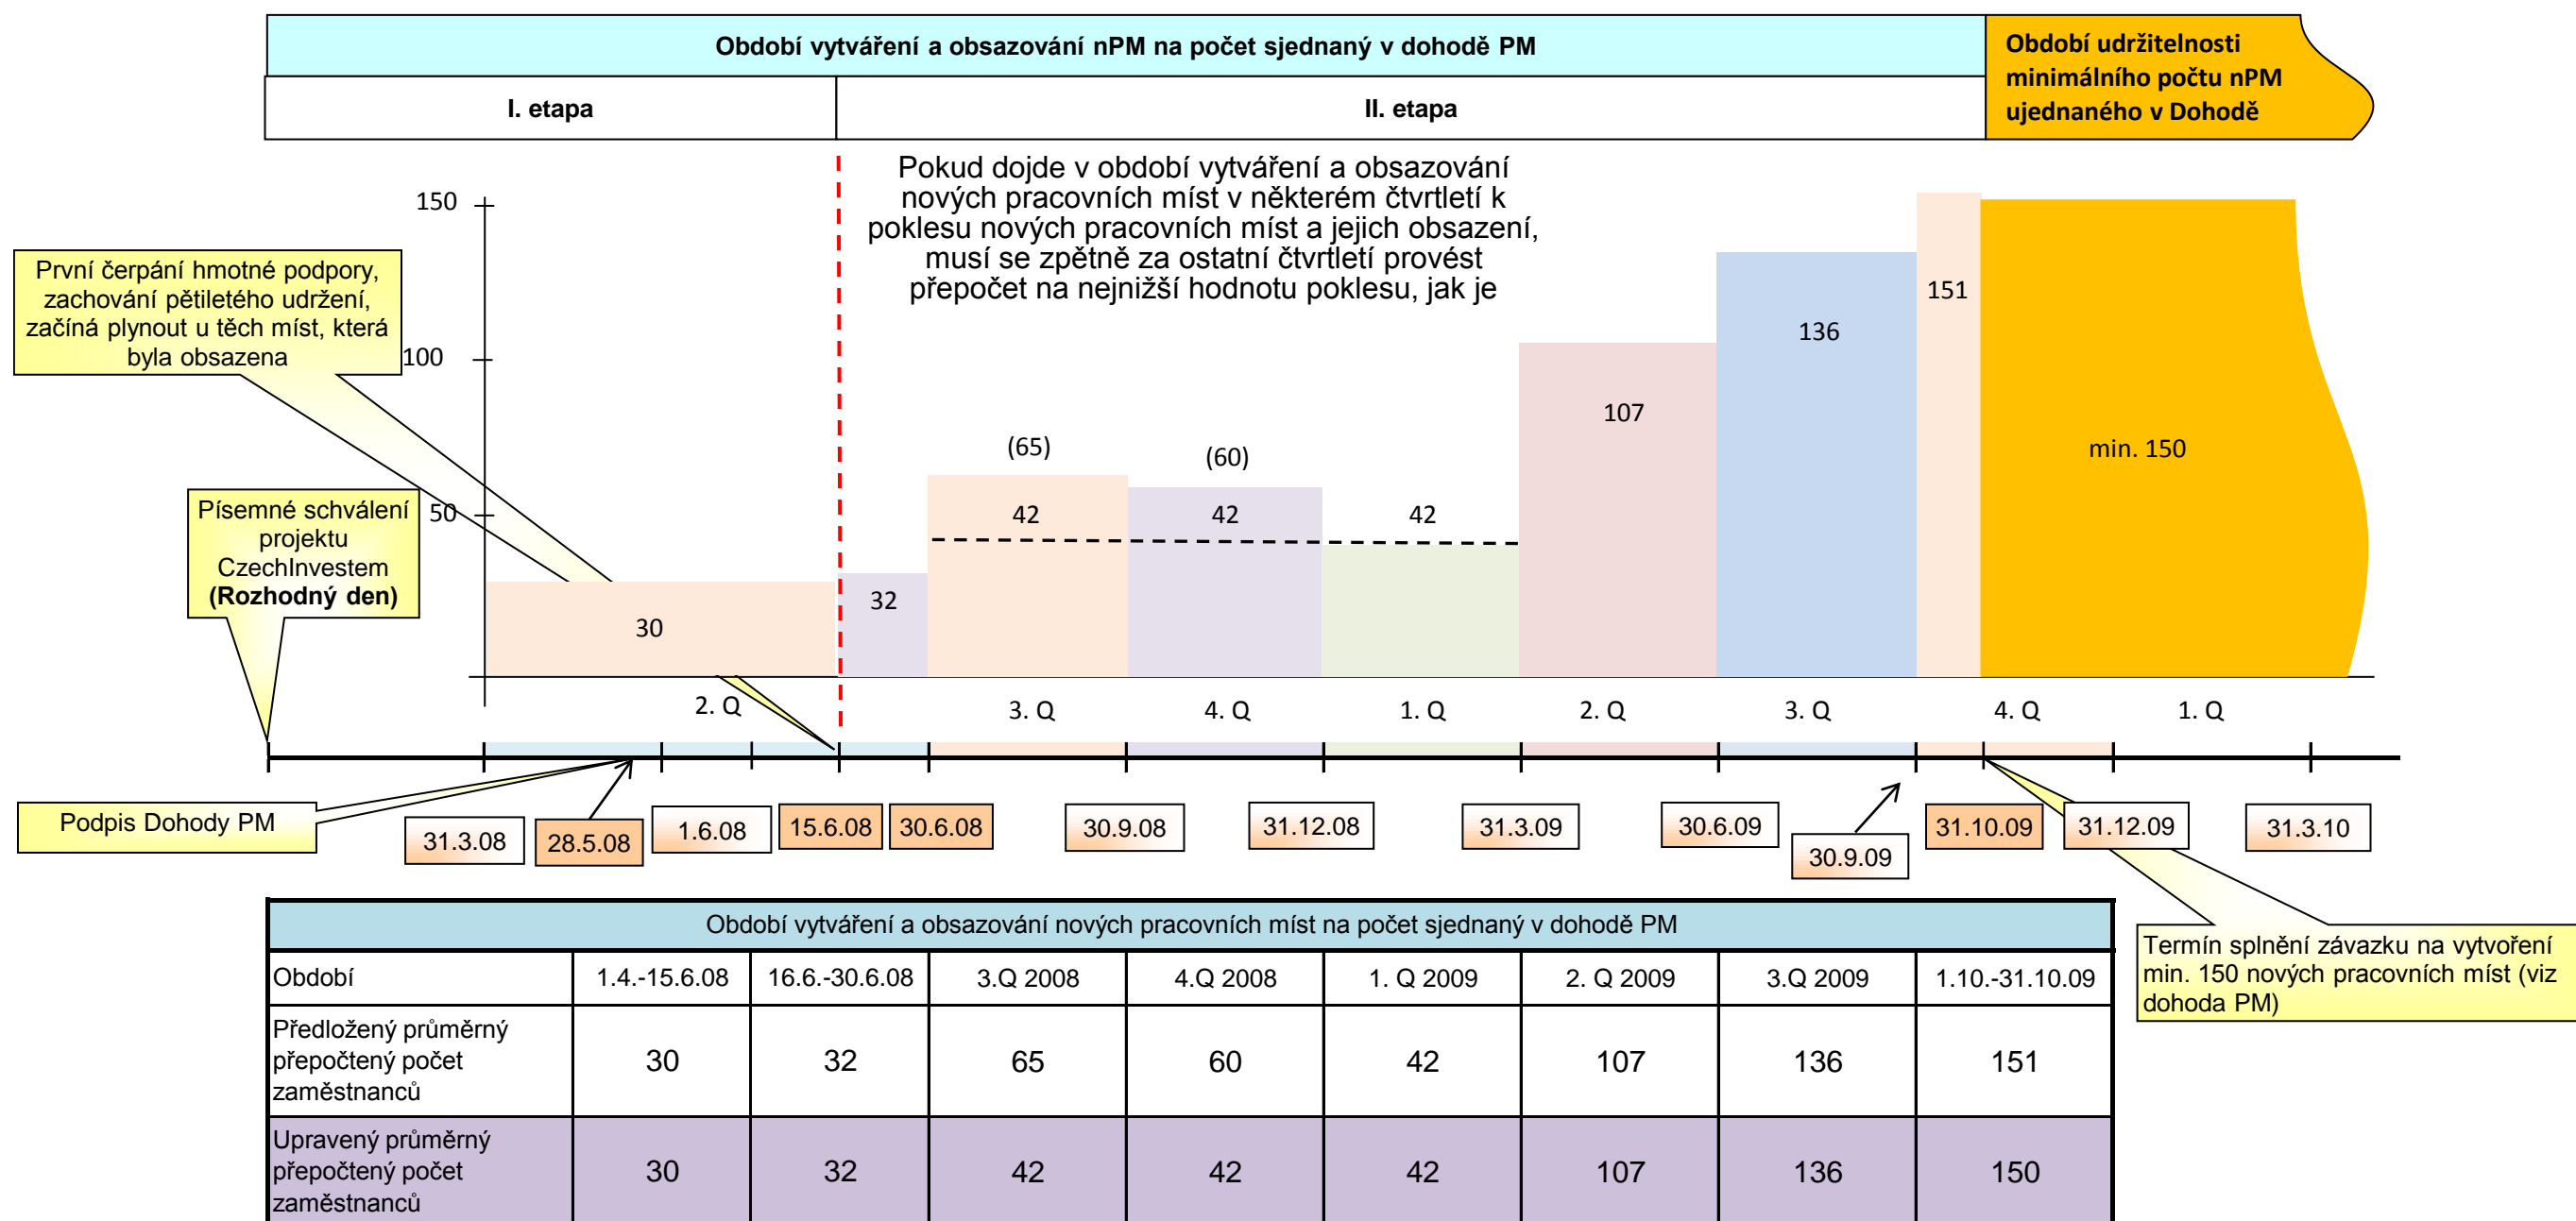 Období vytváření a obsazování nPM na počet sjednaný v dohodě PM
Období udržitelnosti
minimálního počtu nPM
ujednaného v Dohodě
I. etapa
II. etapa
Pokud dojde v období vytváření a obsazování
nových pracovních míst v některém čtvrtletí k
poklesu nových pracovních míst a jejich obsazení,
musí se zpětně za ostatní čtvrtletí provést
přepočet na nejnižší hodnotu poklesu, jak je
150
100
50
První čerpání hmotné podpory,
zachování pětiletého udržení,
začíná plynout u těch míst, která
byla obsazena
Písemné schválení
projektu
CzechInvestem
(Rozhodný den)
30
32
(65)
42
(60)
42
42
107
136
151
min. 150
2. Q
3. Q
4. Q
1. Q
2. Q
3. Q
4. Q
1. Q
Podpis Dohody PM
31.3.08
28.5.08
1.6.08
15.6.08
30.6.08
30.9.08
31.12.08
31.3.09
30.6.09
30.9.09
31.10.09
31.12.09
31.3.10
Termín splnění závazku na vytvoření
min. 150 nových pracovních míst (viz
dohoda PM)
Období vytváření a obsazování nových pracovních míst na počet sjednaný v dohodě PM
Období 1.4.-15.6.08 16.6.-30.6.08 3.Q 2008 4.Q 2008 1. Q 2009 2. Q 2009 3.Q 2009 1.10.-31.10.09
Předložený průměrný
přepočtený počet
zaměstnanců
30 32 65 60 42 107 136 151
Upravený průměrný
přepočtený počet
zaměstnanců
30 32 42 42 42 107 136 150